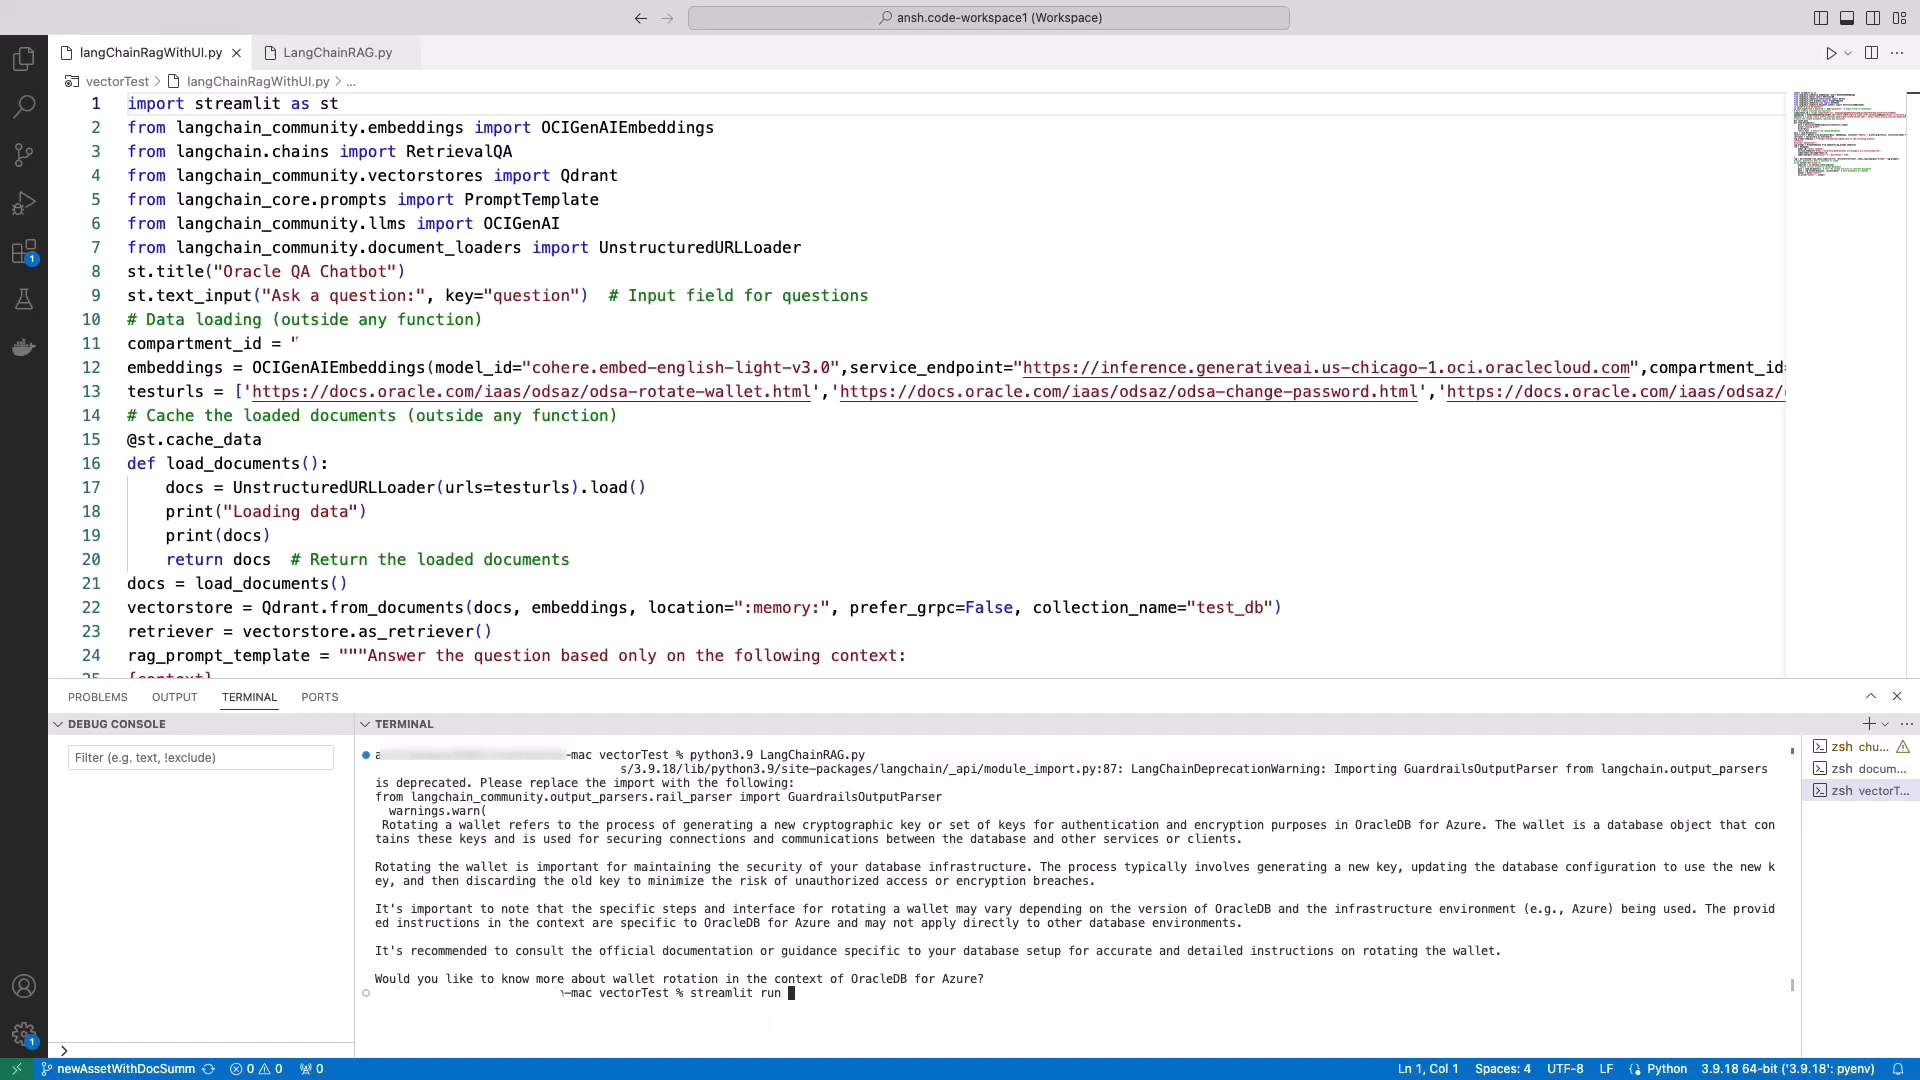 ansh.code-workspace1 (Workspace)
langChainRagWithUI.py
LangChainRAG.py
vectorTest > langChainRagWithUI.py > ...
1 import streamlit as st
2 from langchain_community.embeddings import OCIGenAIEmbeddings
3 from langchain.chains import RetrievalQA
4 from langchain_community.vectorstores import Qdrant
5 from langchain_core.prompts import PromptTemplate
6 from langchain_community.llms import OCIGenAI
7 from langchain_community.document_loaders import UnstructuredURLLoader
8 st.title("Oracle QA Chatbot")
9 st.text_input("Ask a question:", key="question")  # Input field for questions
10 # Data loading (outside any function)
11 compartment_id = "
12 embeddings = OCIGenAIEmbeddings(model_id="cohere.embed-english-light-v3.0",service_endpoint="https://inference.generativeai.us-chicago-1.oci.oraclecloud.com",compartment_id=
13 testurls = ['https://docs.oracle.com/iaas/odsaz/odsa-rotate-wallet.html','https://docs.oracle.com/iaas/odsaz/odsa-change-password.html','https://docs.oracle.com/iaas/odsaz/
14 # Cache the loaded documents (outside any function)
15 @st.cache_data
16 def load_documents():
17     docs = UnstructuredURLLoader(urls=testurls).load()
18     print("Loading data")
19     print(docs)
20     return docs  # Return the loaded documents
21 docs = load_documents()
22 vectorstore = Qdrant.from_documents(docs, embeddings, location=":memory:", prefer_grpc=False, collection_name="test_db")
23 retriever = vectorstore.as_retriever()
24 rag_prompt_template = """Answer the question based only on the following context:
25 {context}
PROBLEMS OUTPUT TERMINAL PORTS
DEBUG CONSOLE
Filter (e.g. text, !exclude)
TERMINAL
a -mac vectorTest % python3.9 LangChainRAG.py
s/3.9.18/lib/python3.9/site-packages/langchain/_api/module_import.py:87: LangChainDeprecationWarning: Importing GuardrailsOutputParser from langchain.output_parsers
is deprecated. Please replace the import with the following:
from langchain_community.output_parsers.rail_parser import GuardrailsOutputParser
warnings.warn(
Rotating a wallet refers to the process of generating a new cryptographic key or set of keys for authentication and encryption purposes in OracleDB for Azure. The wallet is a database object that con
tains these keys and is used for securing connections and communications between the database and other services or clients.
Rotating the wallet is important for maintaining the security of your database infrastructure. The process typically involves generating a new key, updating the database configuration to use the new k
ey, and then discarding the old key to minimize the risk of unauthorized access or encryption breaches.
It's important to note that the specific steps and interface for rotating a wallet may vary depending on the version of OracleDB and the infrastructure environment (e.g., Azure) being used. The provid
ed instructions in the context are specific to OracleDB for Azure and may not apply directly to other database environments.
It's recommended to consult the official documentation or guidance specific to your database setup for accurate and detailed instructions on rotating the wallet.
Would you like to know more about wallet rotation in the context of OracleDB for Azure?
-mac vectorTest % streamlit run
zsh chu...
zsh docum...
zsh vectorT...
1
1
newAssetWithDocSumm 0 0 0
Ln 1, Col 1 Spaces: 4 UTF-8 LF Python 3.9.18 64-bit ('3.9.18': pyenv)